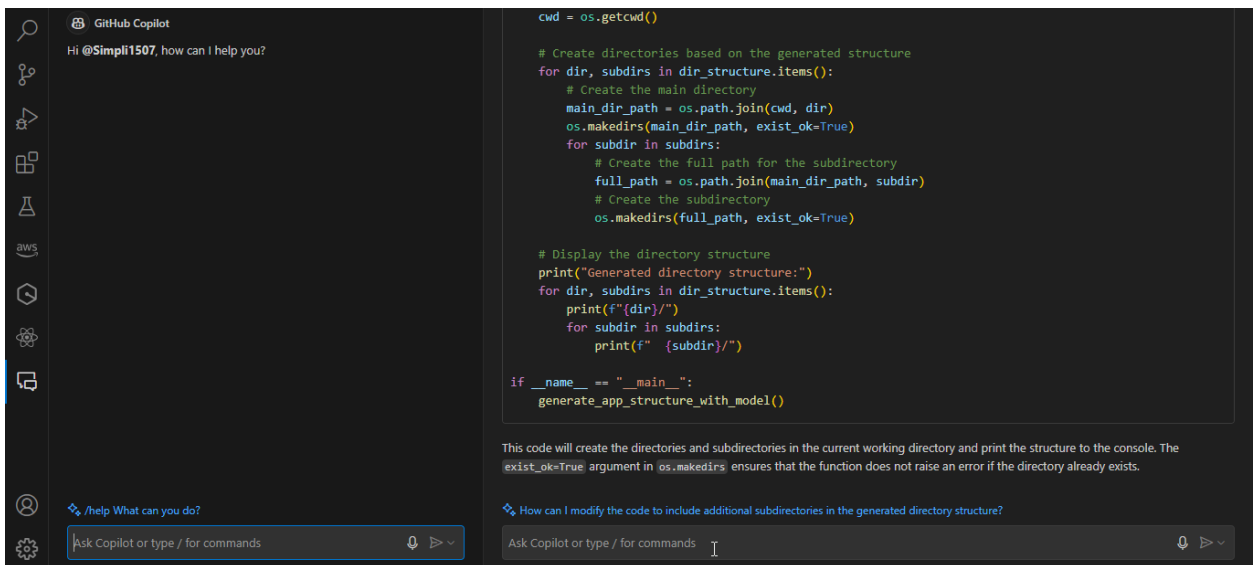 GitHub Copilot
Hi @Simpli1507, how can I help you?
aws
/help What can you do?
Ask Copilot or type / for commands
cwd = os.getcwd()
# Create directories based on the generated structure
for dir, subdirs in dir_structure.items():
# Create the main directory
main_dir_path = os.path.join(cwd, dir)
os.makedirs(main_dir_path, exist_ok=True)
for subdir in subdirs:
# Create the full path for the subdirectory
full_path = os.path.join(main_dir_path, subdir)
# Create the subdirectory
os.makedirs(full_path, exist_ok=True)
# Display the directory structure
print("Generated directory structure:")
for dir, subdirs in dir_structure.items():
print(f"{dir}/")
for subdir in subdirs:
print(f"  {subdir}/")
if __name__ == "__main__":
generate_app_structure_with_model()
This code will create the directories and subdirectories in the current working directory and print the structure to the console. The
exist_ok=True argument in os.makedirs ensures that the function does not raise an error if the directory already exists.
How can I modify the code to include additional subdirectories in the generated directory structure?
Ask Copilot or type / for commands